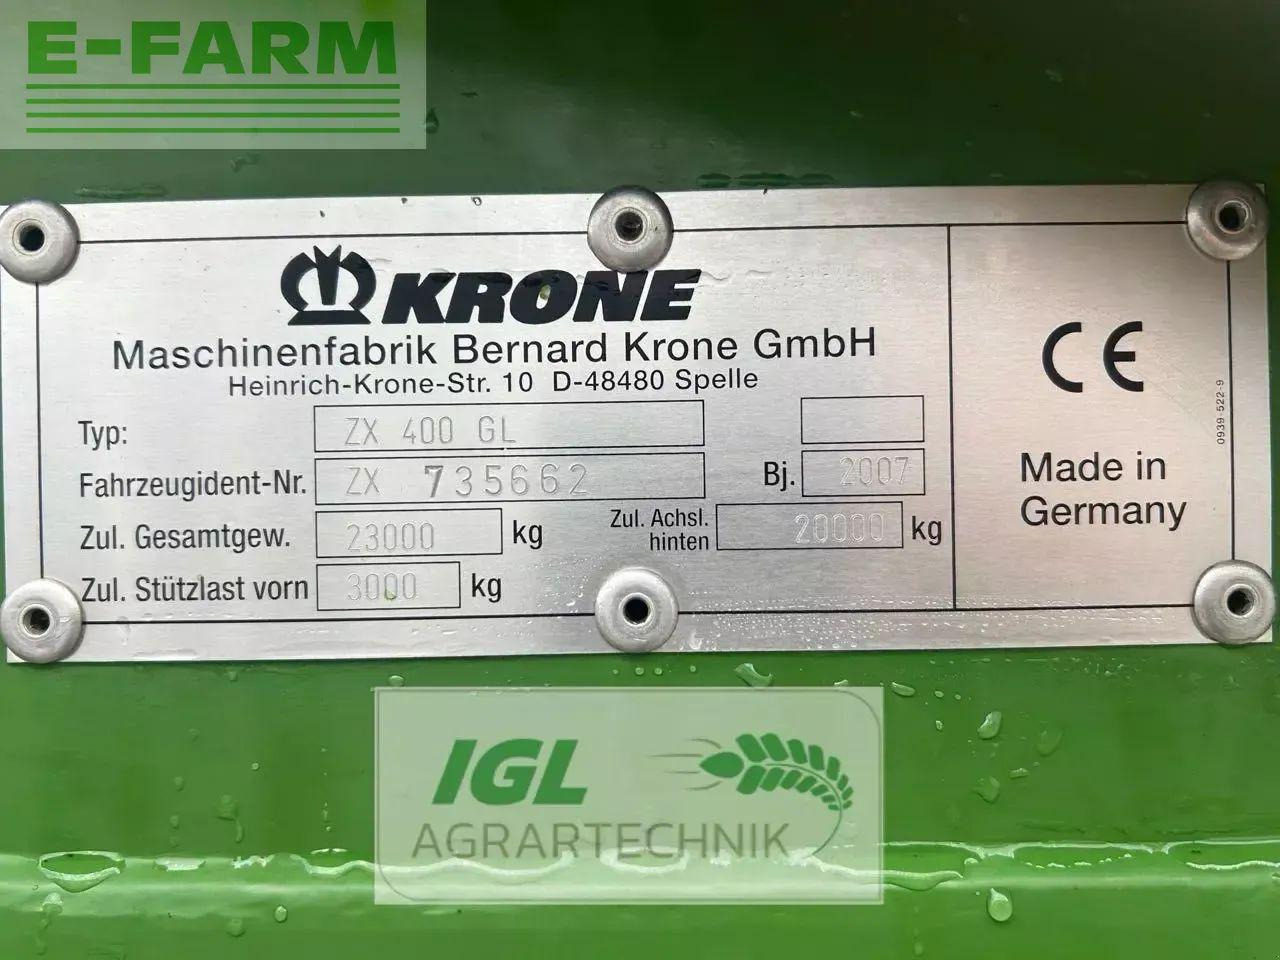 E-FARM
KRONE
Maschinenfabrik Bernard Krone GmbH
Heinrich-Krone-Str. 10 D-48480 Spelle
Typ: ZX 400 GL
Fahrzeugident-Nr. ZX 735662 Bj. 2007
Zul. Gesamtgew. 23000 kg Zul. Achsl. hinten 20000 kg
Zul. Stützlast vorn 3000 kg
CE
0939-522-9
Made in
Germany
IGL
AGRARTECHNIK